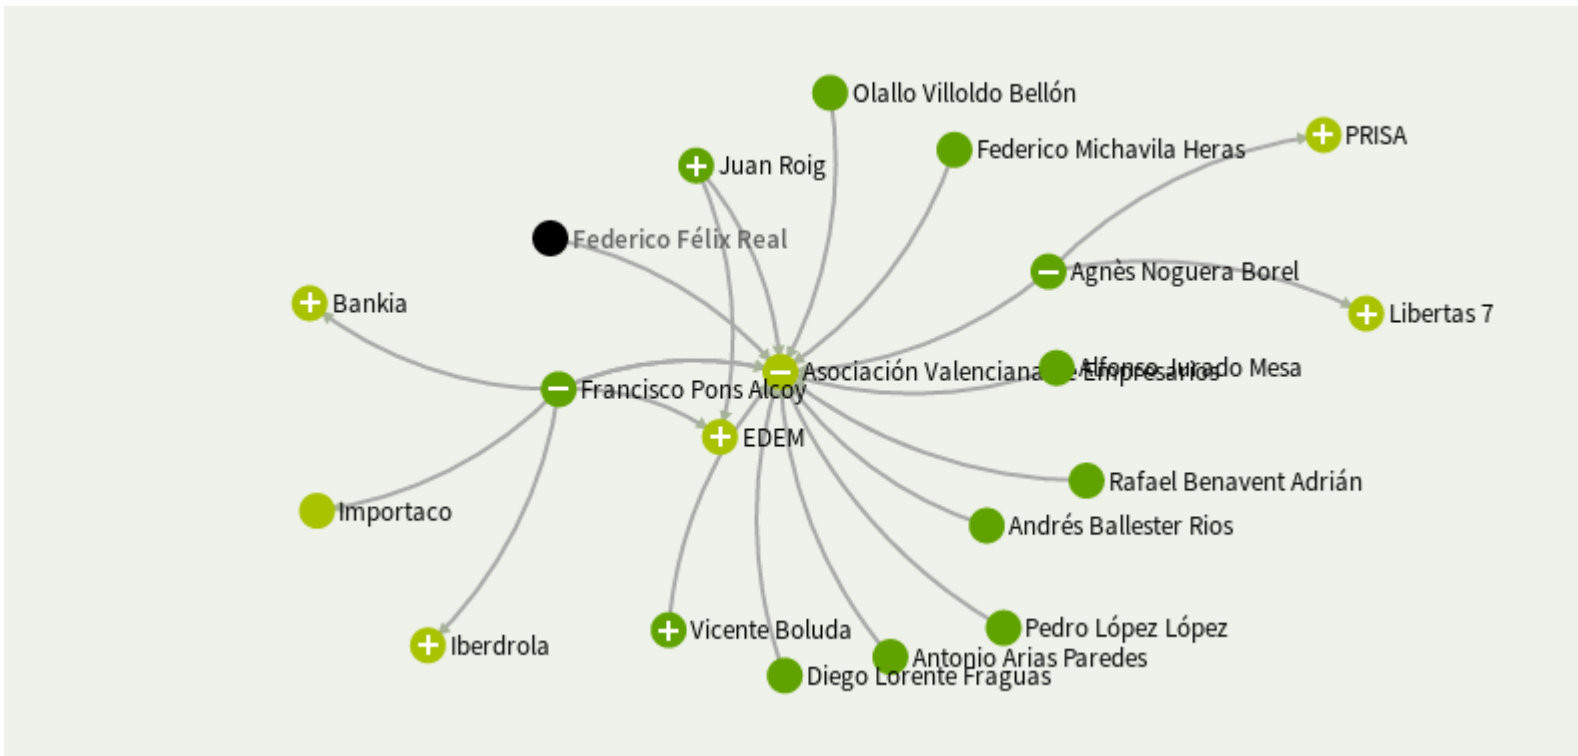 Olallo Villoldo Bellón
Federico Michavila Heras
PRISA
Juan Roig
Federico Félix Real
Agnès Noguera Borel
Bankia
Libertas 7
Asociación Valenciana de Empresarios
Alfonso Jurado Mesa
Francisco Pons Alcoy
EDEM
Rafael Benavent Adrián
Importaco
Andrés Ballester Rios
Pedro López López
Vicente Boluda
Iberdrola
Antonio Arias Paredes
Diego Lorente Fraguas